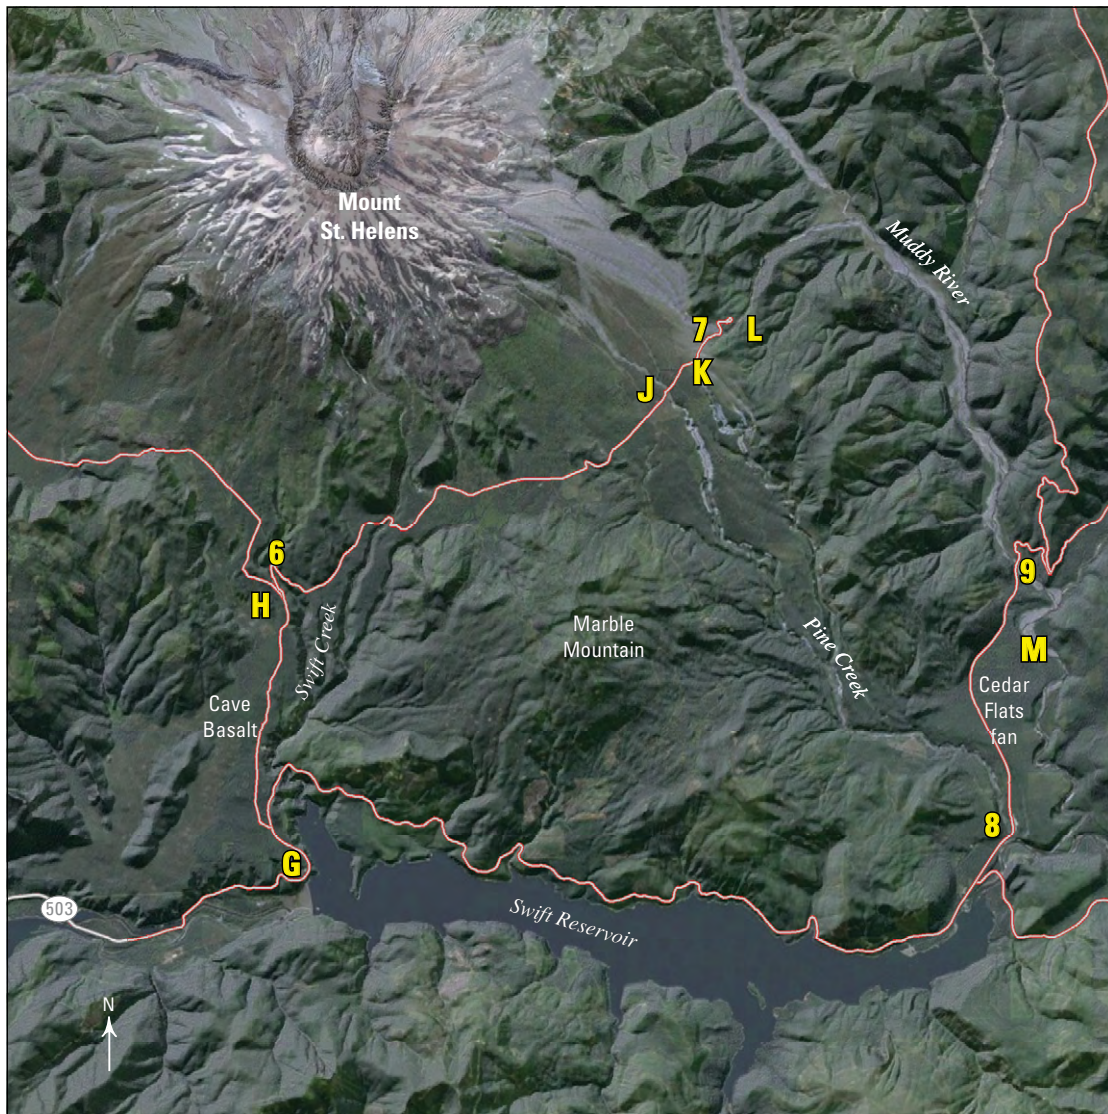 Mount
St. Helens
Muddy River
7
L
K
J
6
H
9
Swift Creek
Marble
Mountain
Pine Creek
M
Cave
Basalt
Cedar
Flats
fan
8
G
503
Swift Reservoir
N